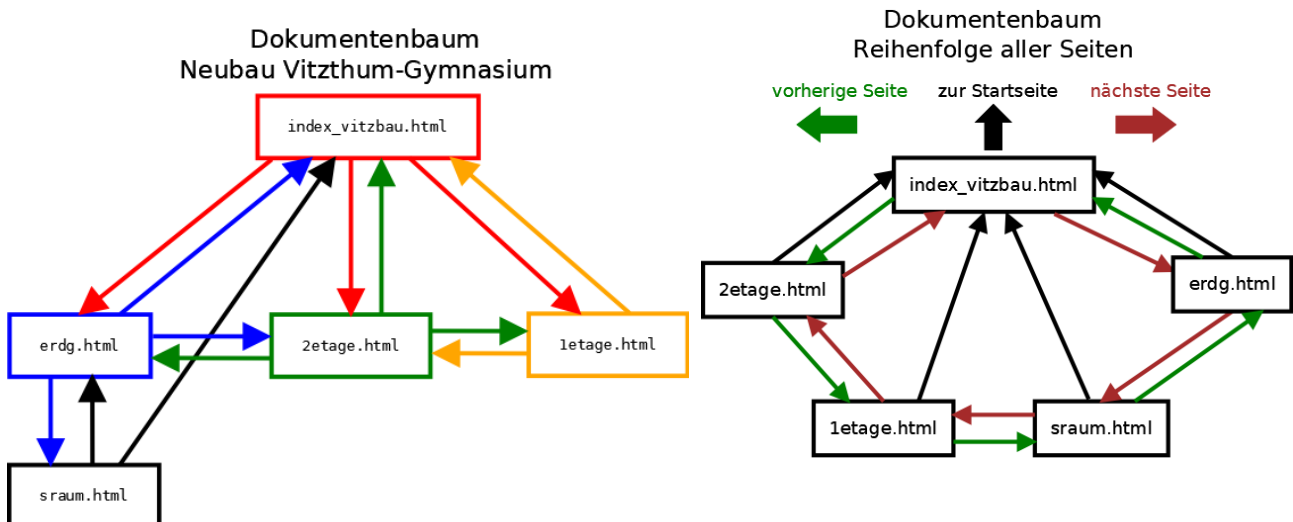 Dokumentenbaum
Neubau Vitzthum-Gymnasium
index_vitzbau.html
erdg.html
2etage.html
1etage.html
sraum.html
Dokumentenbaum
Reihenfolge aller Seiten
vorherige Seite
zur Startseite
nächste Seite
index_vitzbau.html
2etage.html
erdg.html
1etage.html
sraum.html